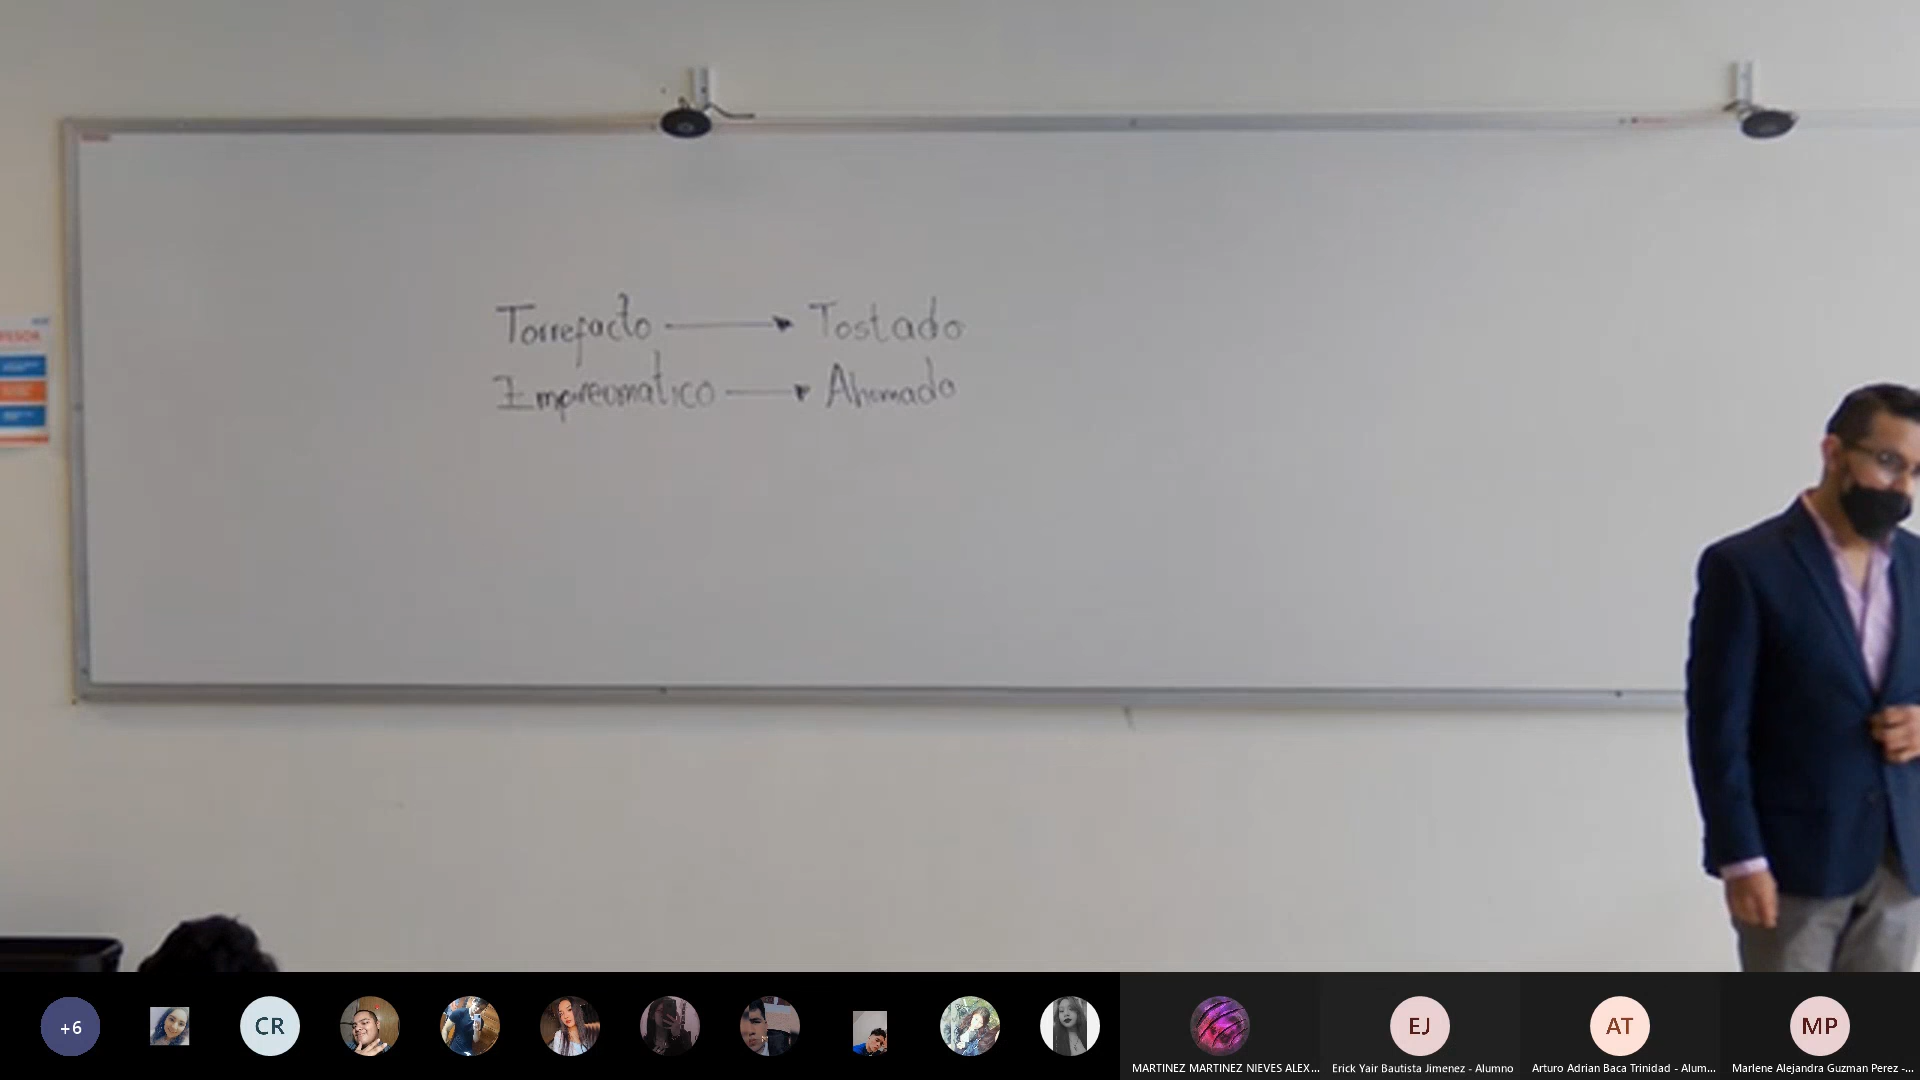 Torrefacto → Tostado
Empireumatico → Ahumado
+6
CR
EJ
AT
MP
MARTINEZ MARTINEZ NIEVES ALEX...
Erick Yair Bautista Jimenez - Alumno
Arturo Adrian Baca Trinidad - Alum...
Marlene Alejandra Guzman Perez -...